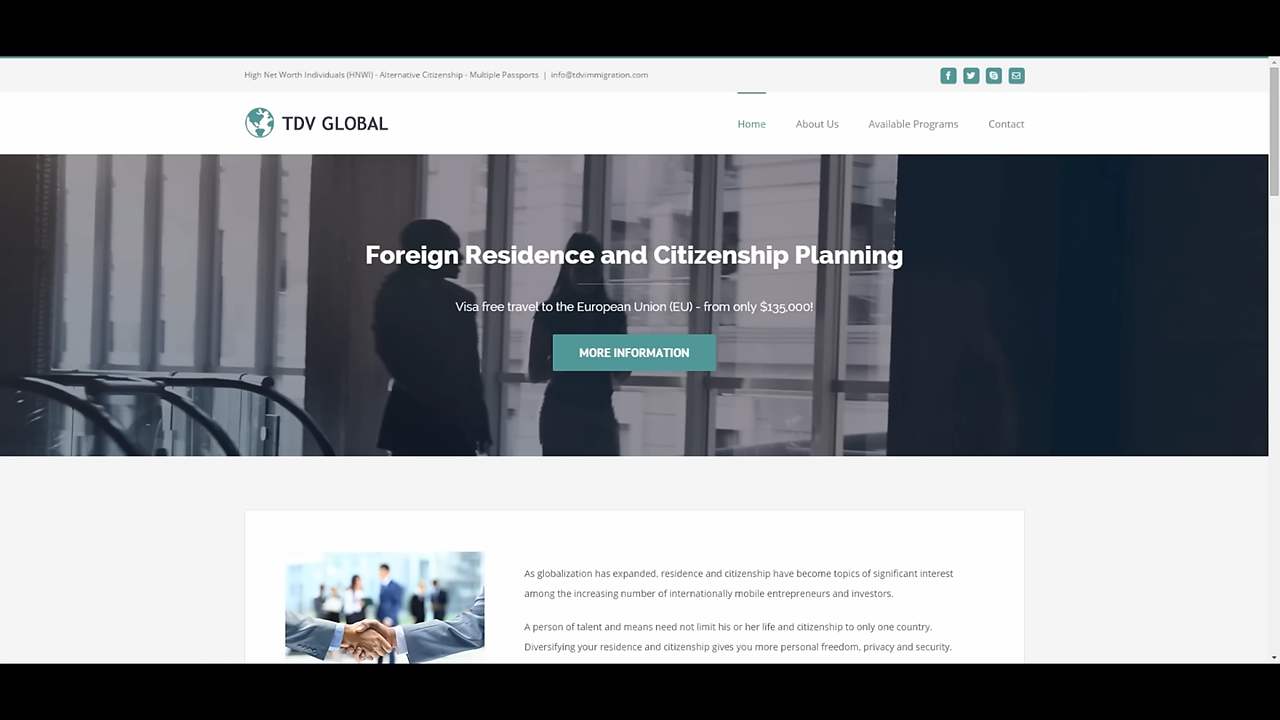 High Net Worth Individuals (HNWI) - Alternative Citizenship - Multiple Passports | info@tdvimmigration.com
TDV GLOBAL
Home About Us Available Programs Contact
Foreign Residence and Citizenship Planning
Visa free travel to the European Union (EU) - from only $135,000!
MORE INFORMATION
As globalization has expanded, residence and citizenship have become topics of significant interest
among the increasing number of internationally mobile entrepreneurs and investors.
A person of talent and means need not limit his or her life and citizenship to only one country.
Diversifying your residence and citizenship gives you more personal freedom, privacy and security.